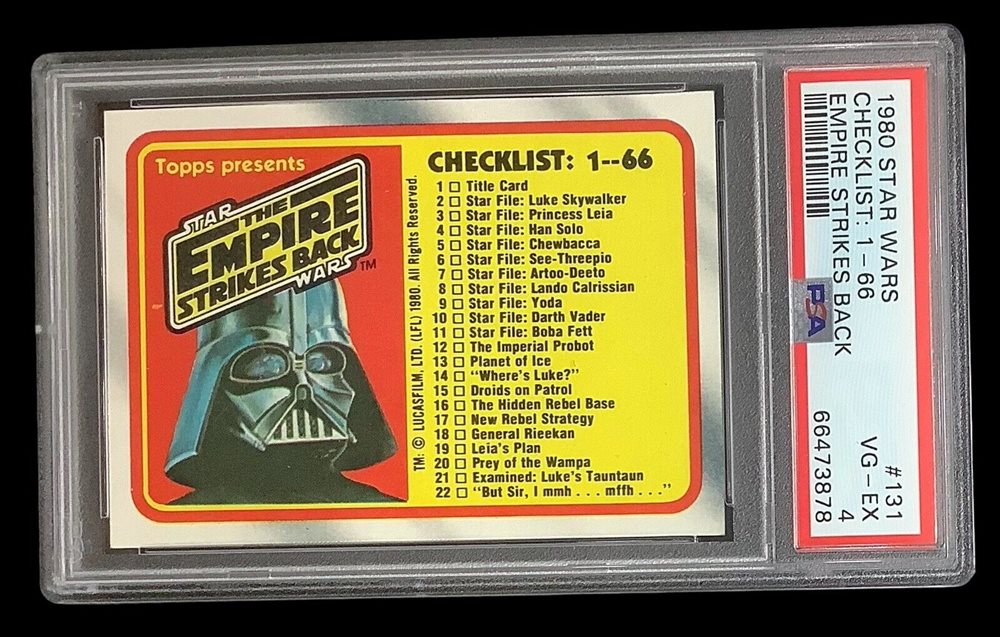 Topps presents
STAR
THE
EMPIRE
STRIKES BACK
WARS TM
TM: © LUCASFILM, LTD. (LFL) 1980. All Rights Reserved.
CHECKLIST: 1--66
1 □ Title Card
2 □ Star File: Luke Skywalker
3 □ Star File: Princess Leia
4 □ Star File: Han Solo
5 □ Star File: Chewbacca
6 □ Star File: See-Threepio
7 □ Star File: Artoo-Deeto
8 □ Star File: Lando Calrissian
9 □ Star File: Yoda
10 □ Star File: Darth Vader
11 □ Star File: Boba Fett
12 □ The Imperial Probot
13 □ Planet of Ice
14 □ "Where's Luke?"
15 □ Droids on Patrol
16 □ The Hidden Rebel Base
17 □ New Rebel Strategy
18 □ General Rieekan
19 □ Leia's Plan
20 □ Prey of the Wampa
21 □ Examined: Luke's Tauntaun
22 □ "But Sir, I mmh . . . mffh . . ."
1980 STAR WARS #131
CHECKLIST: 1-66 VG-EX
EMPIRE STRIKES BACK 4
PSA
66473878